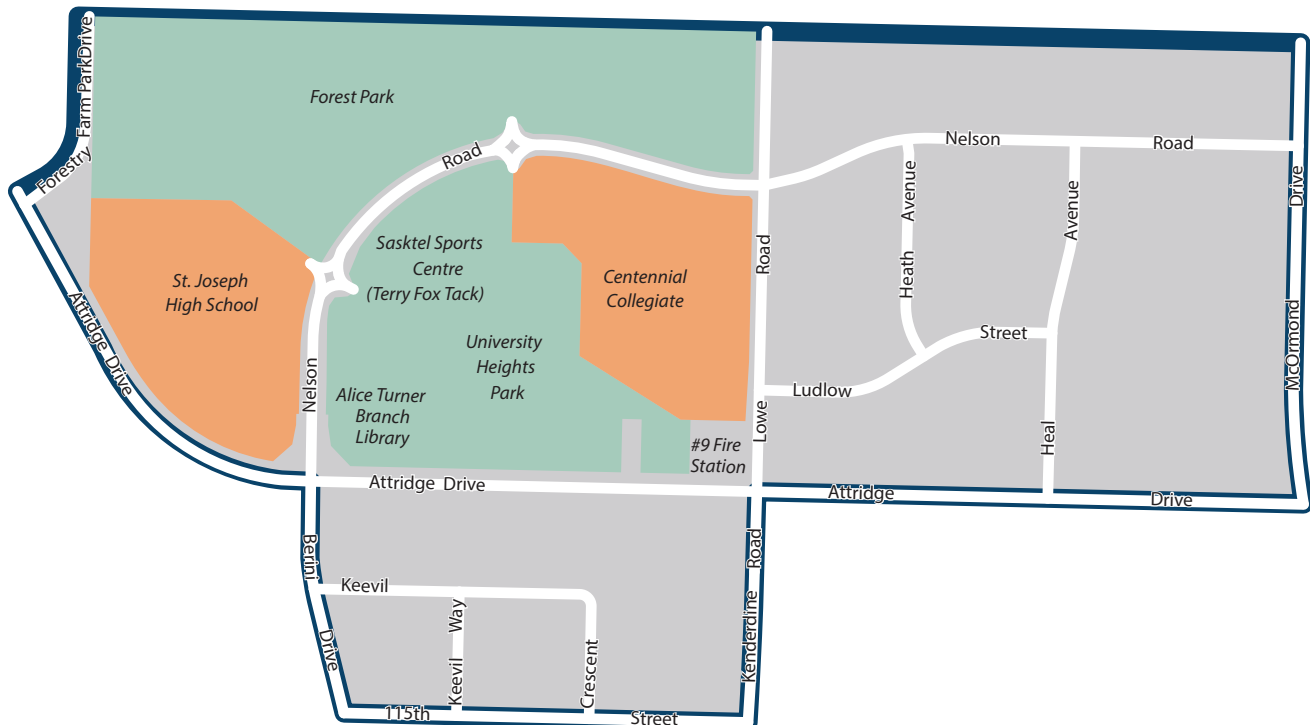 Forestry Farm Park Drive
Forest Park
Nelson Road
Road
Sasktel Sports
Centre
(Terry Fox Tack)
Centennial
Collegiate
St. Joseph
High School
University
Heights
Park
Alice Turner
Branch
Library
Nelson
Lowe Road
Heath Avenue
Heal Avenue
Ludlow Street
McOrmond Drive
#9 Fire
Station
Attridge Drive
Attridge Drive
Attridge Drive
Berini Drive
Keevil Crescent
Keevil Way
Kenderdine Road
115th Street